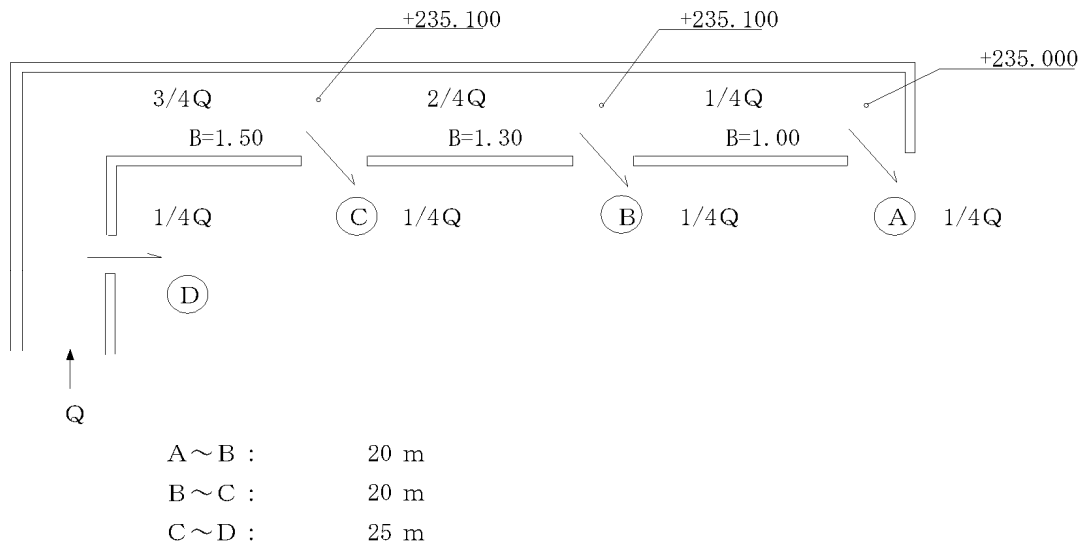 +235.100
+235.100
+235.000
3/4Q
2/4Q
1/4Q
B=1.50
B=1.30
B=1.00
1/4Q
C
1/4Q
B
1/4Q
A
1/4Q
D
Q
A～B： 20 m
B～C： 20 m
C～D： 25 m